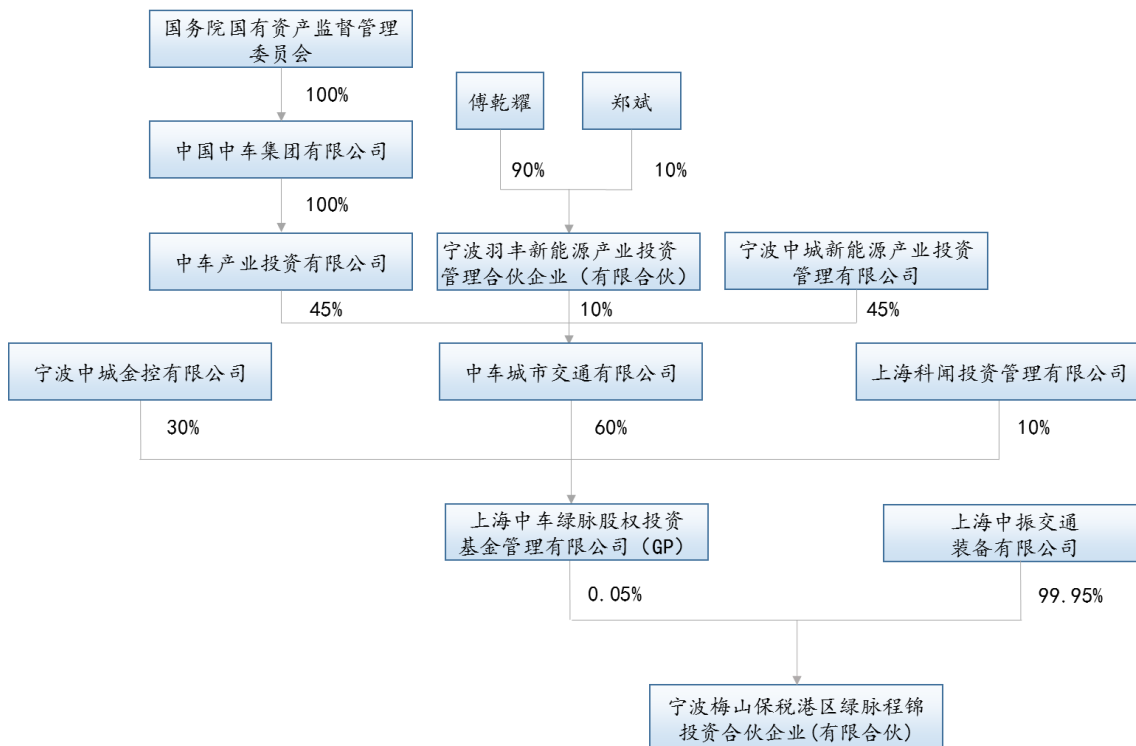 国务院国有资产监督管理
委员会
100%
傅乾耀
郑斌
中国中车集团有限公司
90%
10%
100%
中车产业投资有限公司
宁波羽丰新能源产业投资
管理合伙企业（有限合伙）
宁波中城新能源产业投资
管理有限公司
45%
10%
45%
宁波中城金控有限公司
中车城市交通有限公司
上海科闻投资管理有限公司
30%
60%
10%
上海中车绿脉股权投资
基金管理有限公司（GP）
上海中振交通
装备有限公司
0.05%
99.95%
宁波梅山保税港区绿脉程锦
投资合伙企业(有限合伙)